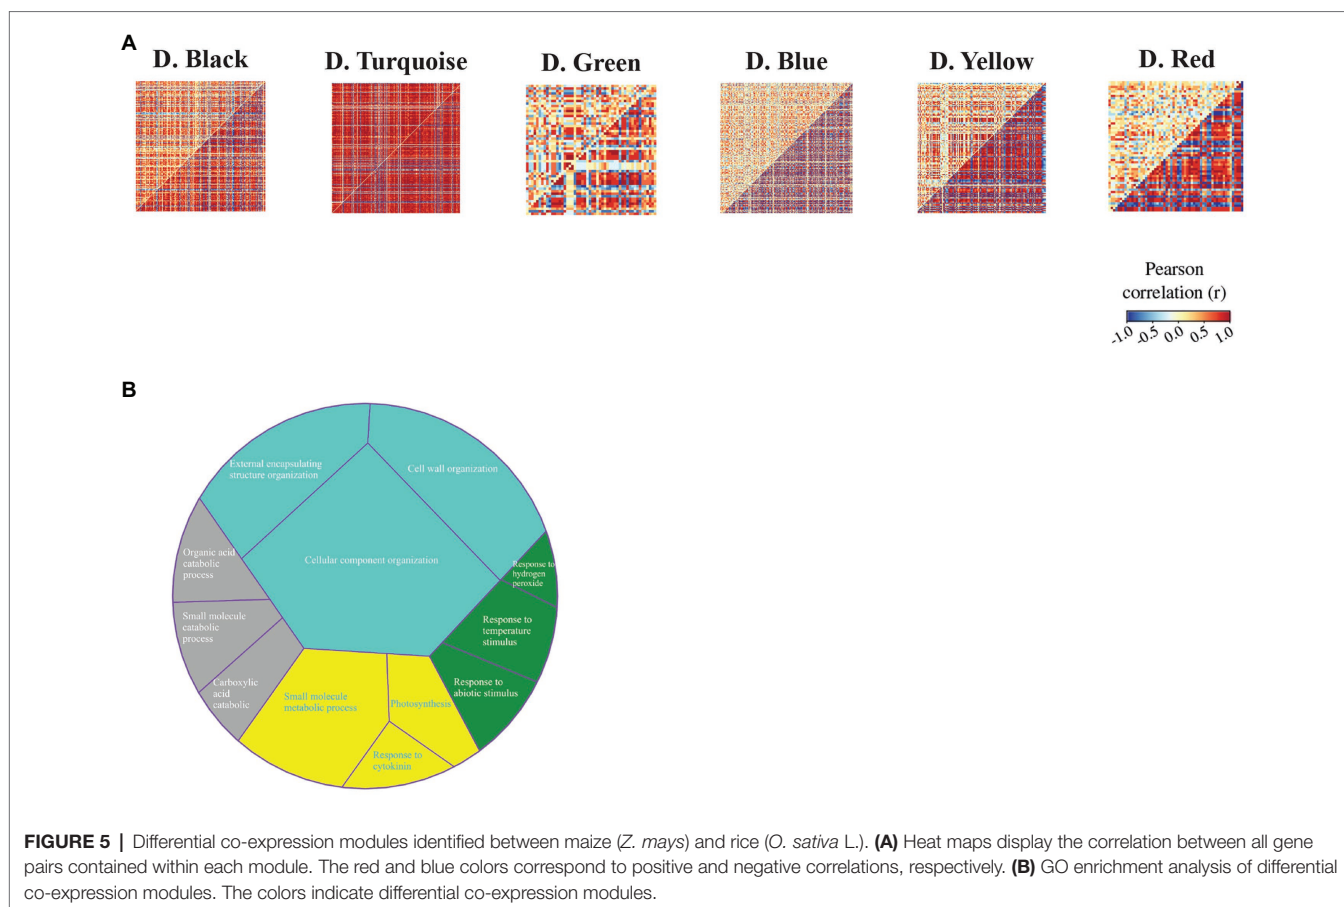 A
D. Black
D. Turquoise
D. Green
D. Blue
D. Yellow
D. Red
Pearson
correlation (r)
-1.0
-0.5
0.0
0.5
1.0
B
External encapsulating
structure organization
Cell wall organization
Cellular component organization
Organic acid
catabolic
process
Response to
hydrogen
peroxide
Small molecule
catabolic
process
Response to
temperature
stimulus
Carboxylic
acid
catabolic
Small molecule
metabolic process
Photosynthesis
Response to
abiotic stimulus
Response to
cytokinin
FIGURE 5 | Differential co-expression modules identified between maize (Z. mays) and rice (O. sativa L.). (A) Heat maps display the correlation between all gene
pairs contained within each module. The red and blue colors correspond to positive and negative correlations, respectively. (B) GO enrichment analysis of differential
co-expression modules. The colors indicate differential co-expression modules.